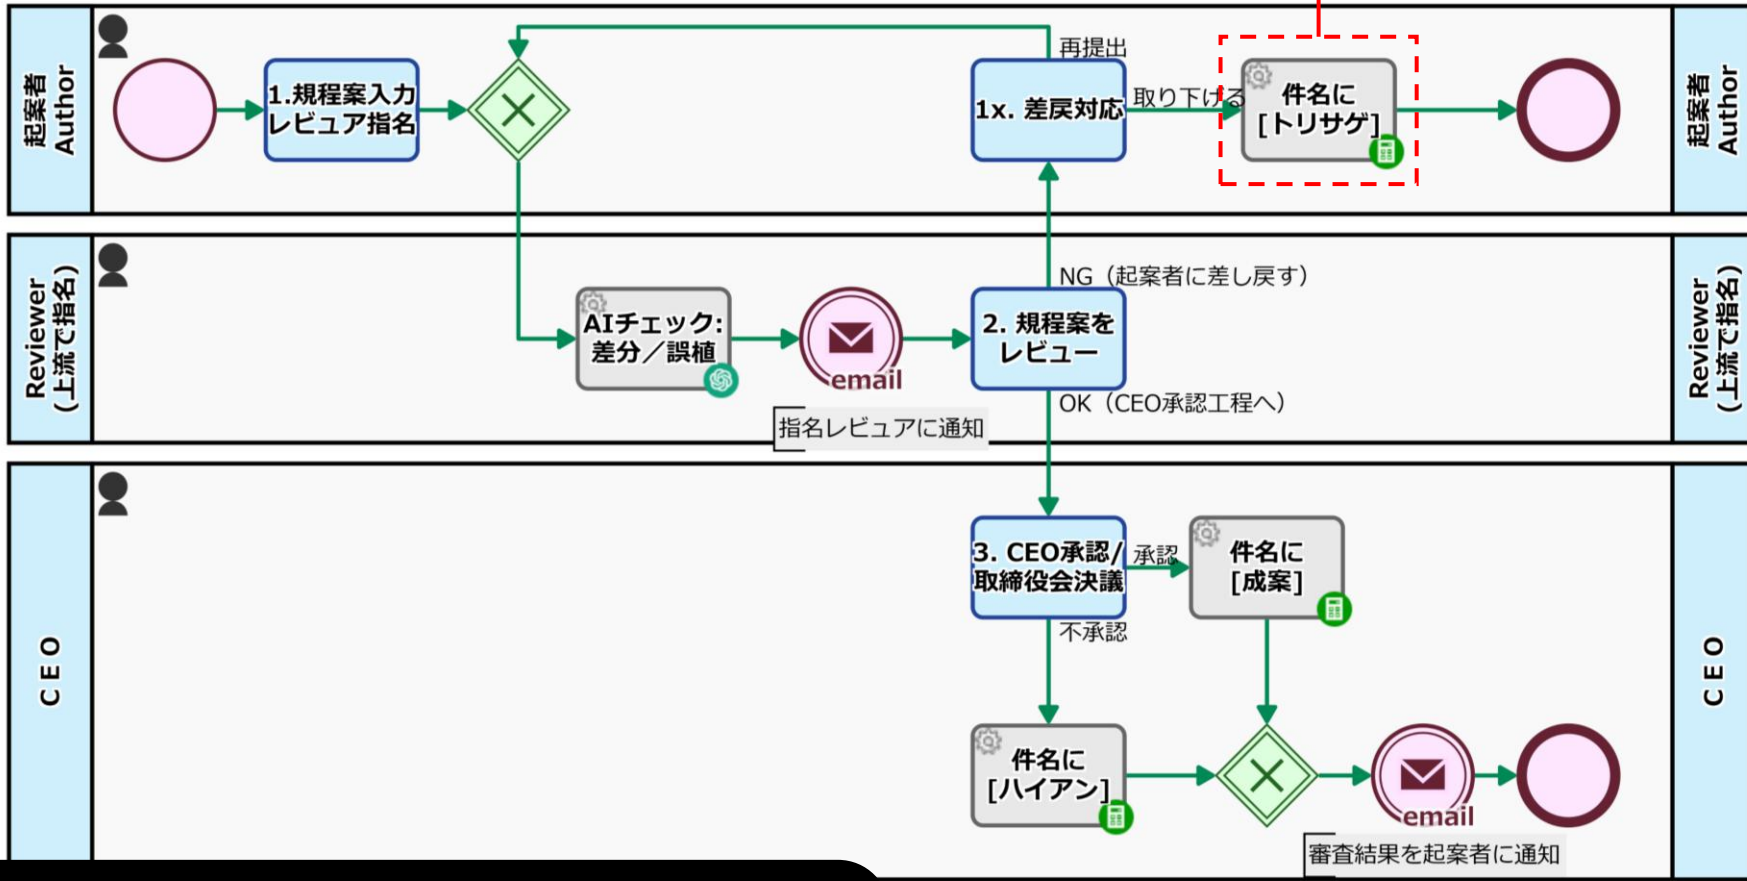 起案者
Author
1.規程案入力
レビュア指名
再提出
1x. 差戻対応
取り下げる
件名に
[トリサゲ]
起案者
Author
Reviewer
(上流で指名)
AIチェック:
差分／誤植
email
指名レビュアに通知
NG（起案者に差し戻す）
2. 規程案を
レビュー
OK（CEO承認工程へ）
Reviewer
(上流で指名)
CEO
3. CEO承認/
取締役会決議
承認
件名に
[成案]
不承認
件名に
[ハイアン]
email
審査結果を起案者に通知
CEO